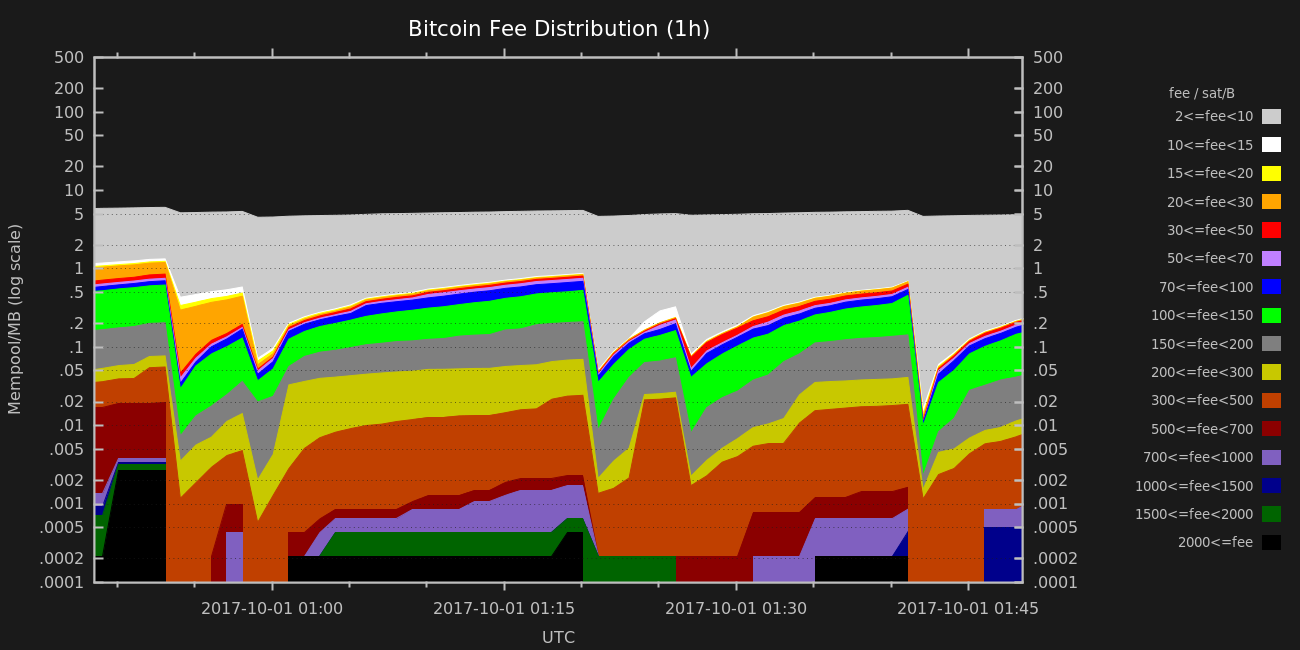 Bitcoin Fee Distribution (1h)
Mempool/MB (log scale)
500
200
100
50
20
10
5
2
1
.5
.2
.1
.05
.02
.01
.005
.002
.001
.0005
.0002
.0001
500
200
100
50
20
10
5
2
1
.5
.2
.1
.05
.02
.01
.005
.002
.001
.0005
.0002
.0001
fee / sat/B
2<=fee<10
10<=fee<15
15<=fee<20
20<=fee<30
30<=fee<50
50<=fee<70
70<=fee<100
100<=fee<150
150<=fee<200
200<=fee<300
300<=fee<500
500<=fee<700
700<=fee<1000
1000<=fee<1500
1500<=fee<2000
2000<=fee
2017-10-01 01:00 2017-10-01 01:15 2017-10-01 01:30 2017-10-01 01:45
UTC